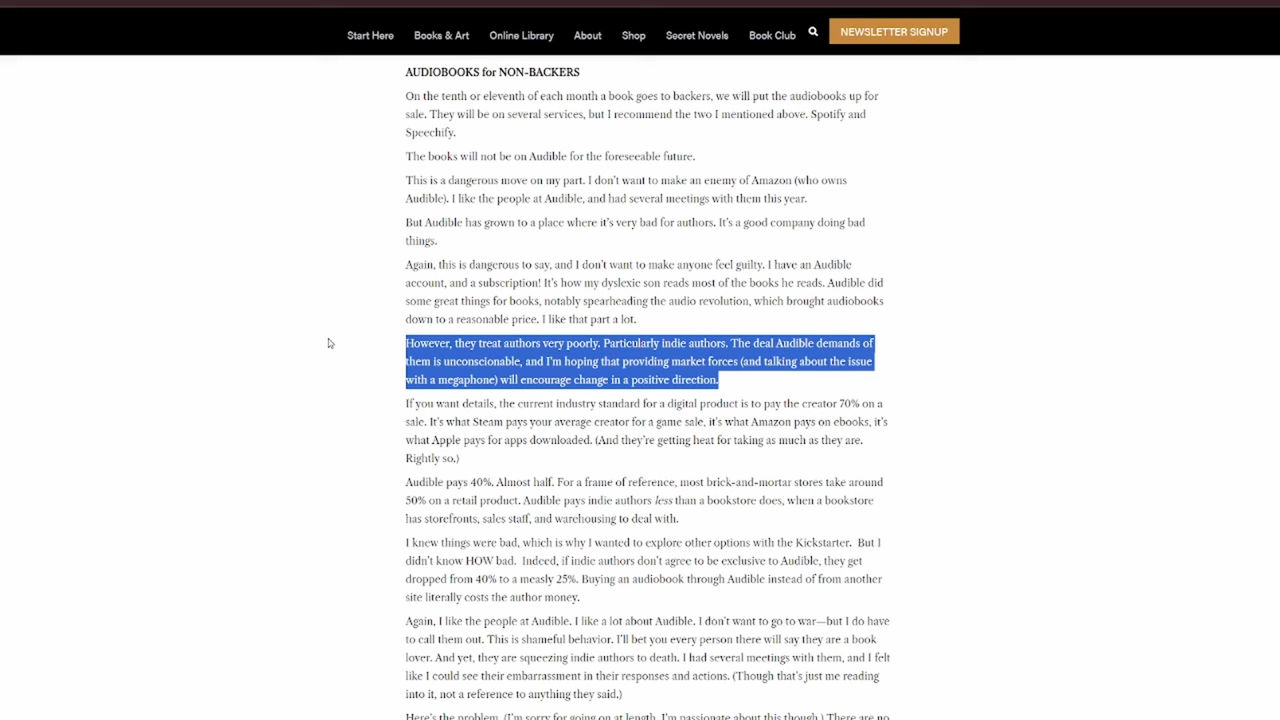 Start Here Books & Art Online Library About Shop Secret Novels Book Club NEWSLETTER SIGNUP
AUDIOBOOKS for NON-BACKERS
On the tenth or eleventh of each month a book goes to backers, we will put the audiobooks up for
sale. They will be on several services, but I recommend the two I mentioned above. Spotify and
Speechify.
The books will not be on Audible for the foreseeable future.
This is a dangerous move on my part. I don't want to make an enemy of Amazon (who owns
Audible). I like the people at Audible, and had several meetings with them this year.
But Audible has grown to a place where it's very bad for authors. It's a good company doing bad
things.
Again, this is dangerous to say, and I don't want to make anyone feel guilty. I have an Audible
account, and a subscription! It's how my dyslexic son reads most of the books he reads. Audible did
some great things for books, notably spearheading the audio revolution, which brought audiobooks
down to a reasonable price. I like that part a lot.
However, they treat authors very poorly. Particularly indie authors. The deal Audible demands of
them is unconscionable, and I'm hoping that providing market forces (and talking about the issue
with a megaphone) will encourage change in a positive direction.
If you want details, the current industry standard for a digital product is to pay the creator 70% on a
sale. It's what Steam pays your average creator for a game sale, it's what Amazon pays on ebooks, it's
what Apple pays for apps downloaded. (And they're getting heat for taking as much as they are.
Rightly so.)
Audible pays 40%. Almost half. For a frame of reference, most brick-and-mortar stores take around
50% on a retail product. Audible pays indie authors less than a bookstore does, when a bookstore
has storefronts, sales staff, and warehousing to deal with.
I knew things were bad, which is why I wanted to explore other options with the Kickstarter. But I
didn't know HOW bad. Indeed, if indie authors don't agree to be exclusive to Audible, they get
dropped from 40% to a measly 25%. Buying an audiobook through Audible instead of from another
site literally costs the author money.
Again, I like the people at Audible. I like a lot about Audible. I don't want to go to war—but I do have
to call them out. This is shameful behavior. I'll bet you every person there will say they are a book
lover. And yet, they are squeezing indie authors to death. I had several meetings with them, and I felt
like I could see their embarrassment in their responses and actions. (Though that's just me reading
into it, not a reference to anything they said.)
Here's the problem. (I'm sorry for going on at length. I'm passionate about this though.) There are no